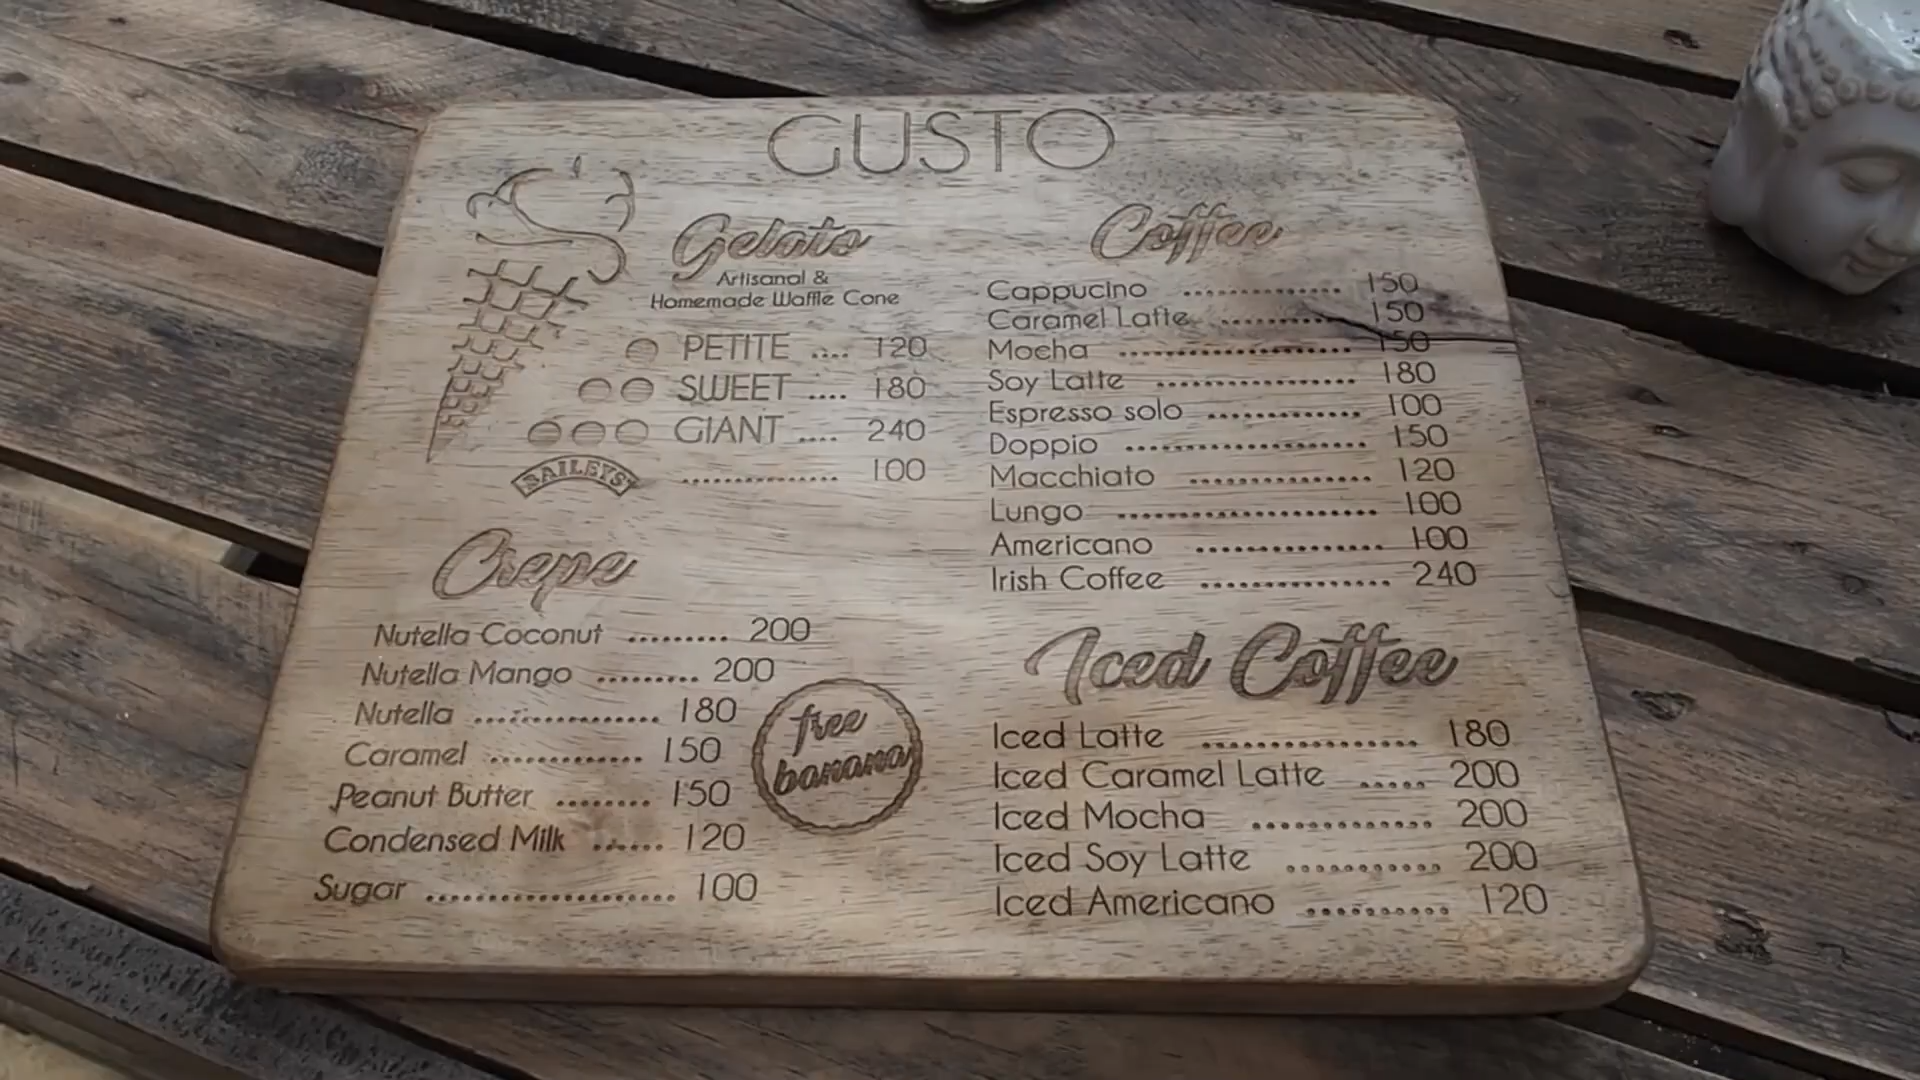 GUSTO
Gelato
Artisanal &
Homemade Waffle Cone
PETITE .... 120
SWEET .... 180
GIANT .... 240
BAILEYS ............... 100
Crepe
Nutella Coconut ......... 200
Nutella Mango ......... 200
Nutella ................ 180
Caramel ............. 150
Peanut Butter ........ 150
Condensed Milk ...... 120
Sugar .................... 100
free
banana
Coffee
Cappucino ............. 150
Caramel Latte ............ 150
Mocha .................... 150
Soy Latte ................. 180
Espresso solo ............. 100
Doppio .................... 150
Macchiato ............... 120
Lungo ..................... 100
Americano ............... 100
Irish Coffee ............... 240
Iced Coffee
Iced Latte ................. 180
Iced Caramel Latte ..... 200
Iced Mocha ............. 200
Iced Soy Latte ........... 200
Iced Americano .......... 120